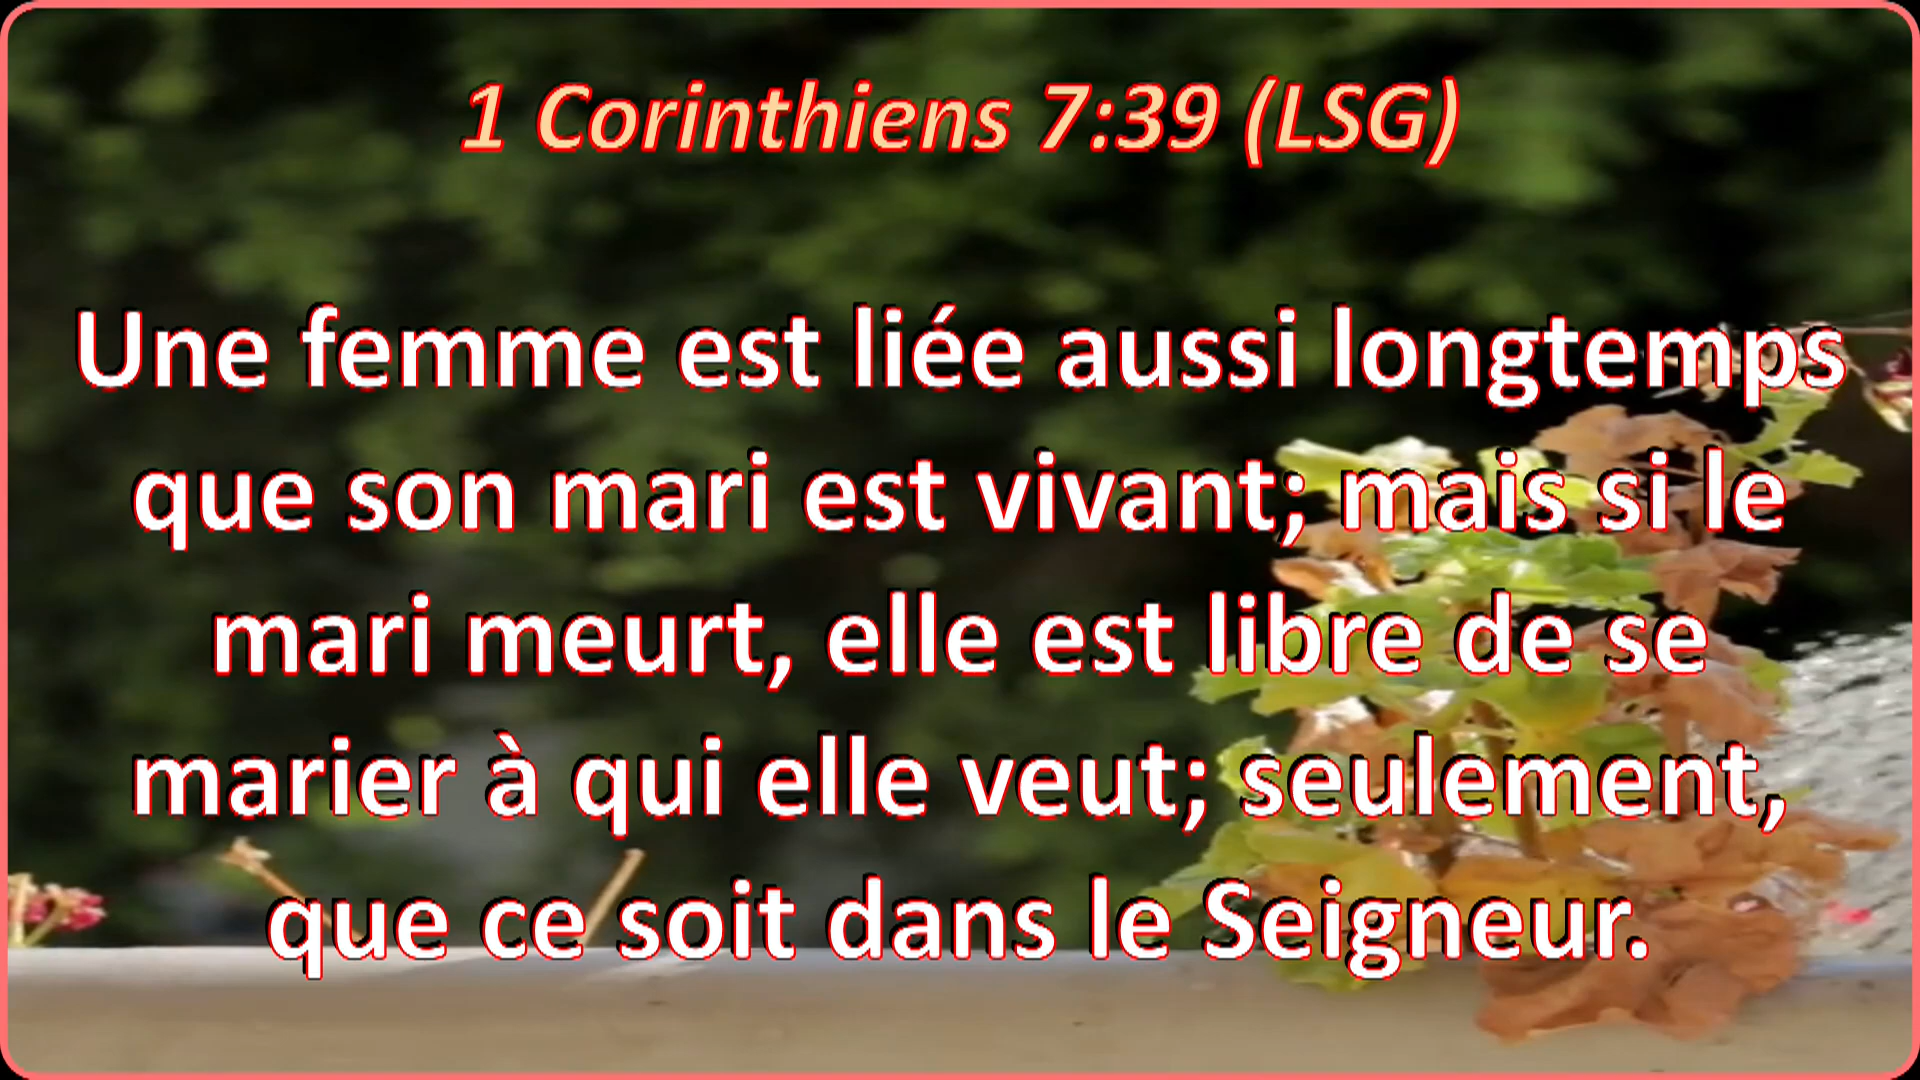 1 Corinthiens 7:39 (LSG)
Une femme est liée aussi longtemps
que son mari est vivant; mais si le
mari meurt, elle est libre de se
marier à qui elle veut; seulement,
que ce soit dans le Seigneur.